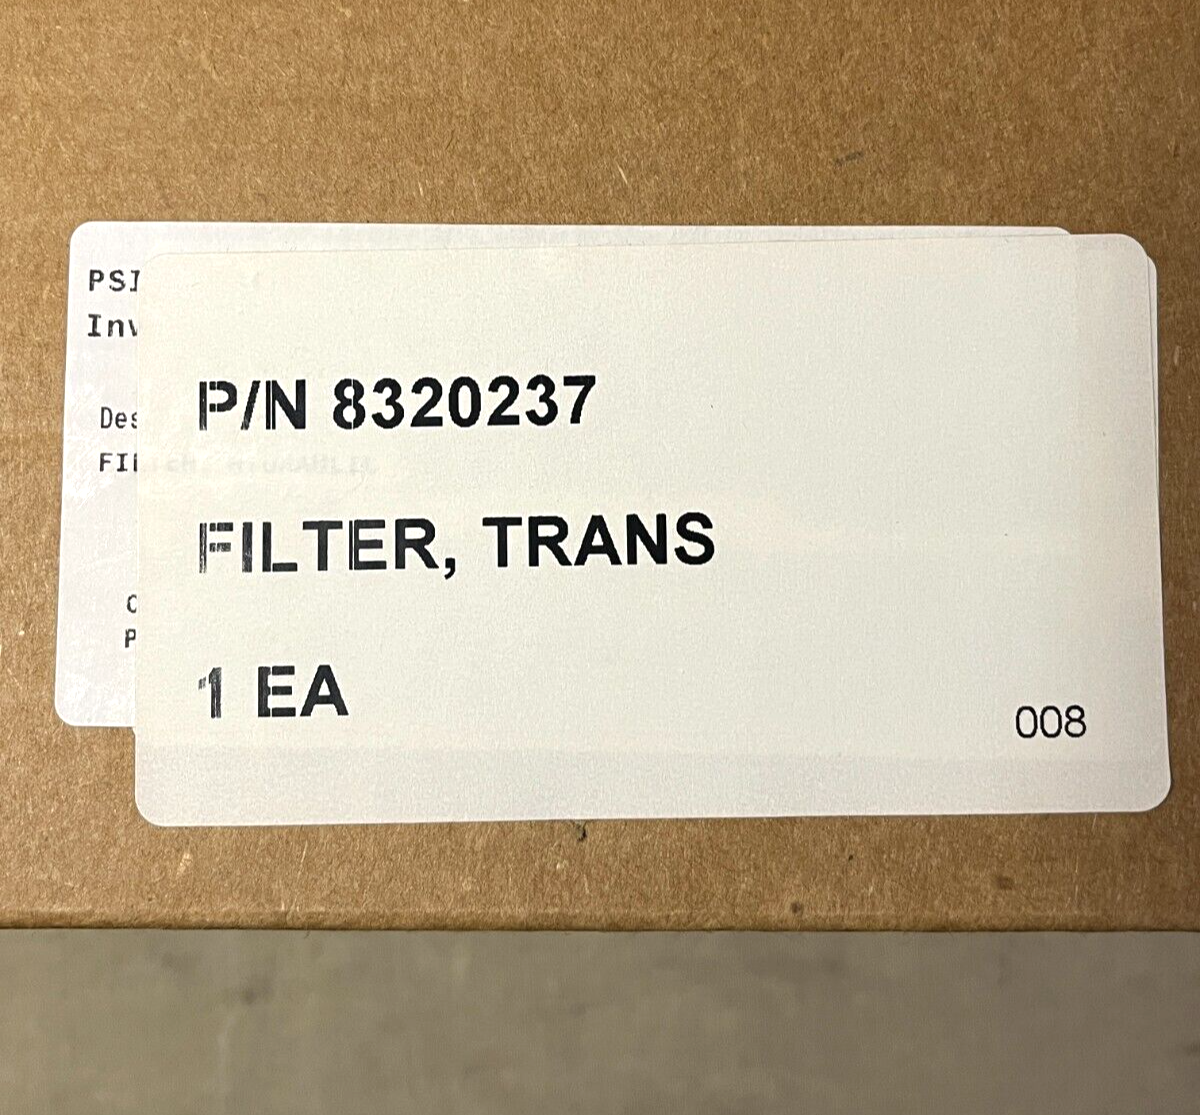 PSI
Inv
Des
FIL
P/N 8320237
FILTER, TRANS
1 EA
008